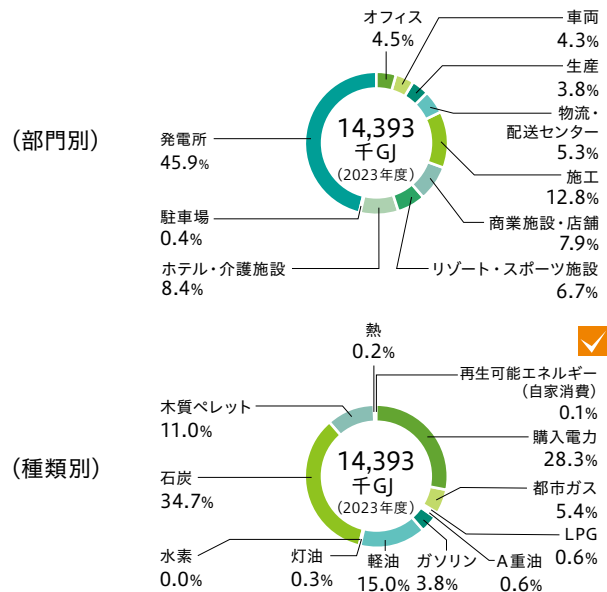 (部門別)
14,393
千GJ
(2023年度)
オフィス
4.5%
車両
4.3%
生産
3.8%
物流・
配送センター
5.3%
施工
12.8%
商業施設・店舗
7.9%
リゾート・スポーツ施設
6.7%
ホテル・介護施設
8.4%
駐車場
0.4%
発電所
45.9%
(種類別)
14,393
千GJ
(2023年度)
熱
0.2%
再生可能エネルギー
(自家消費)
0.1%
購入電力
28.3%
都市ガス
5.4%
LPG
0.6%
A重油
0.6%
ガソリン
3.8%
軽油
15.0%
灯油
0.3%
水素
0.0%
石炭
34.7%
木質ペレット
11.0%